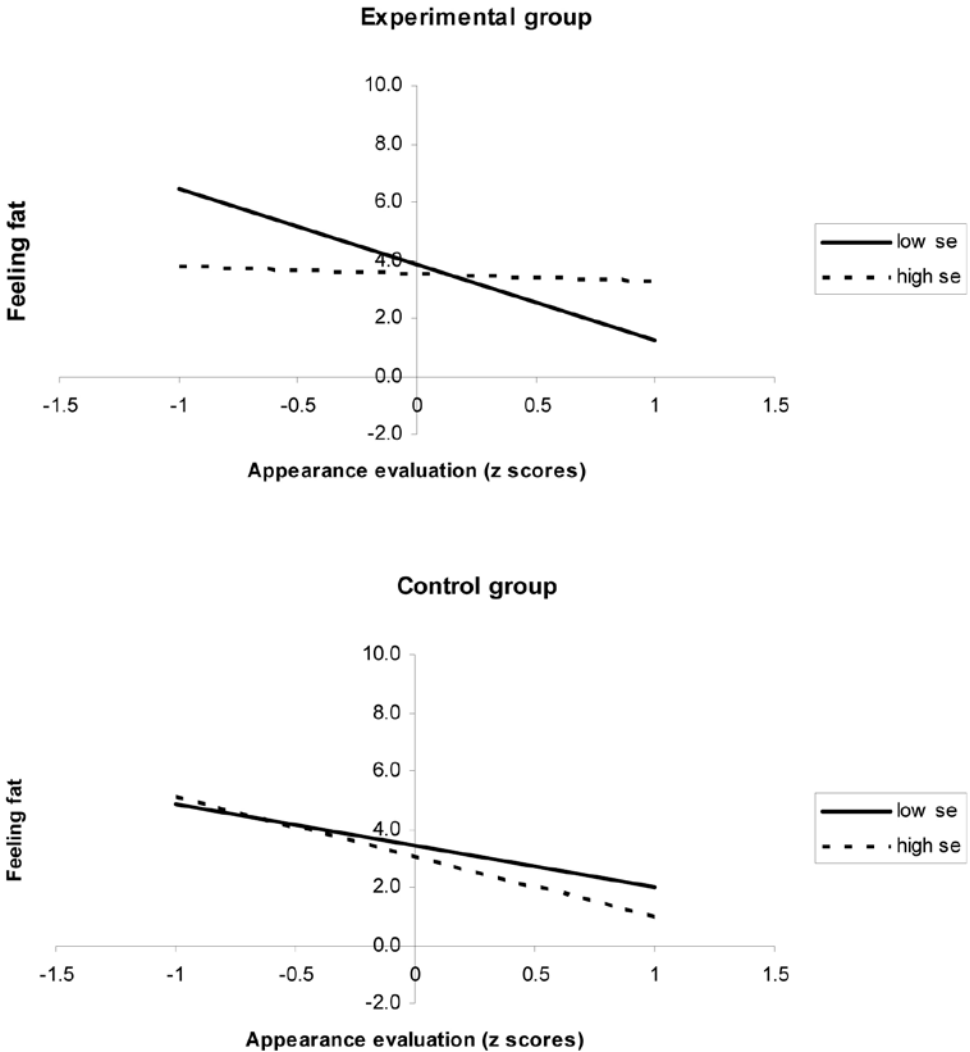 Experimental group
10.0
8.0
6.0
4.0
2.0
0.0
-2.0
Feeling fat
-1.5 -1 -0.5 0 0.5 1 1.5
Appearance evaluation (z scores)
low se
high se
Control group
10.0
8.0
6.0
4.0
2.0
0.0
-2.0
Feeling fat
-1.5 -1 -0.5 0 0.5 1 1.5
Appearance evaluation (z scores)
low se
high se